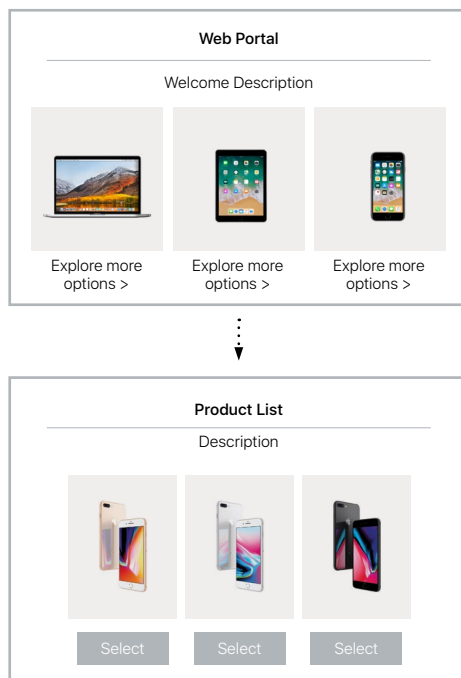 Web Portal
Welcome Description
Explore more
options >
Explore more
options >
Explore more
options >
Product List
Description
Select
Select
Select